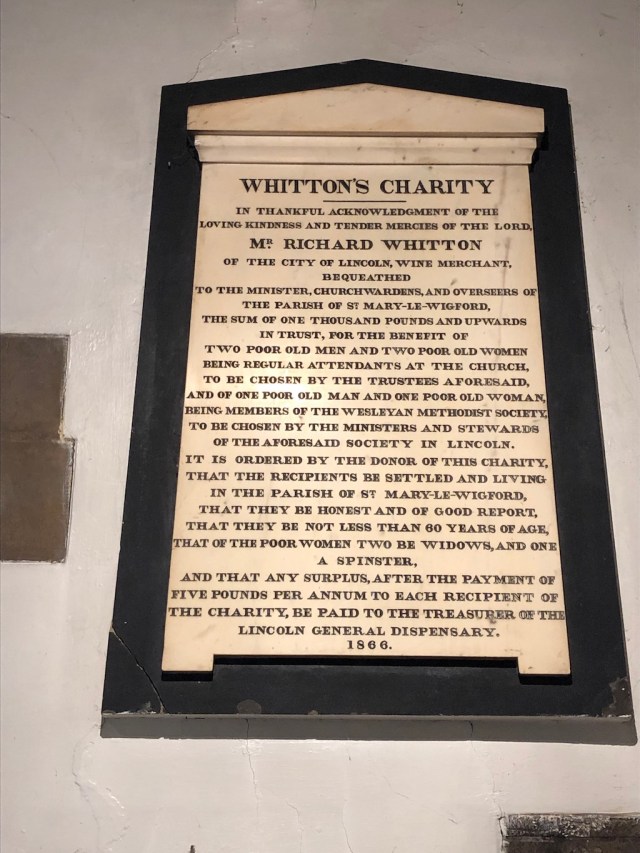 WHITTON'S CHARITY
IN THANKFUL ACKNOWLEDGMENT OF THE
LOVING KINDNESS AND TENDER MERCIES OF THE LORD,
MR RICHARD WHITTON
OF THE CITY OF LINCOLN, WINE MERCHANT,
BEQUEATHED
TO THE MINISTER, CHURCHWARDENS, AND OVERSEERS OF
THE PARISH OF ST MARY-LE-WIGFORD,
THE SUM OF ONE THOUSAND POUNDS AND UPWARDS
IN TRUST, FOR THE BENEFIT OF
TWO POOR OLD MEN AND TWO POOR OLD WOMEN
BEING REGULAR ATTENDANTS AT THE CHURCH,
TO BE CHOSEN BY THE TRUSTEES AFORESAID,
AND OF ONE POOR OLD MAN AND ONE POOR OLD WOMAN,
BEING MEMBERS OF THE WESLEYAN METHODIST SOCIETY,
TO BE CHOSEN BY THE MINISTERS AND STEWARDS
OF THE AFORESAID SOCIETY IN LINCOLN.
IT IS ORDERED BY THE DONOR OF THIS CHARITY,
THAT THE RECIPIENTS BE SETTLED AND LIVING
IN THE PARISH OF ST MARY-LE-WIGFORD,
THAT THEY BE HONEST AND OF GOOD REPORT,
THAT THEY BE NOT LESS THAN 60 YEARS OF AGE,
THAT OF THE POOR WOMEN TWO BE WIDOWS, AND ONE
A SPINSTER,
AND THAT ANY SURPLUS, AFTER THE PAYMENT OF
FIVE POUNDS PER ANNUM TO EACH RECIPIENT OF
THE CHARITY, BE PAID TO THE TREASURER OF THE
LINCOLN GENERAL DISPENSARY.
1866.